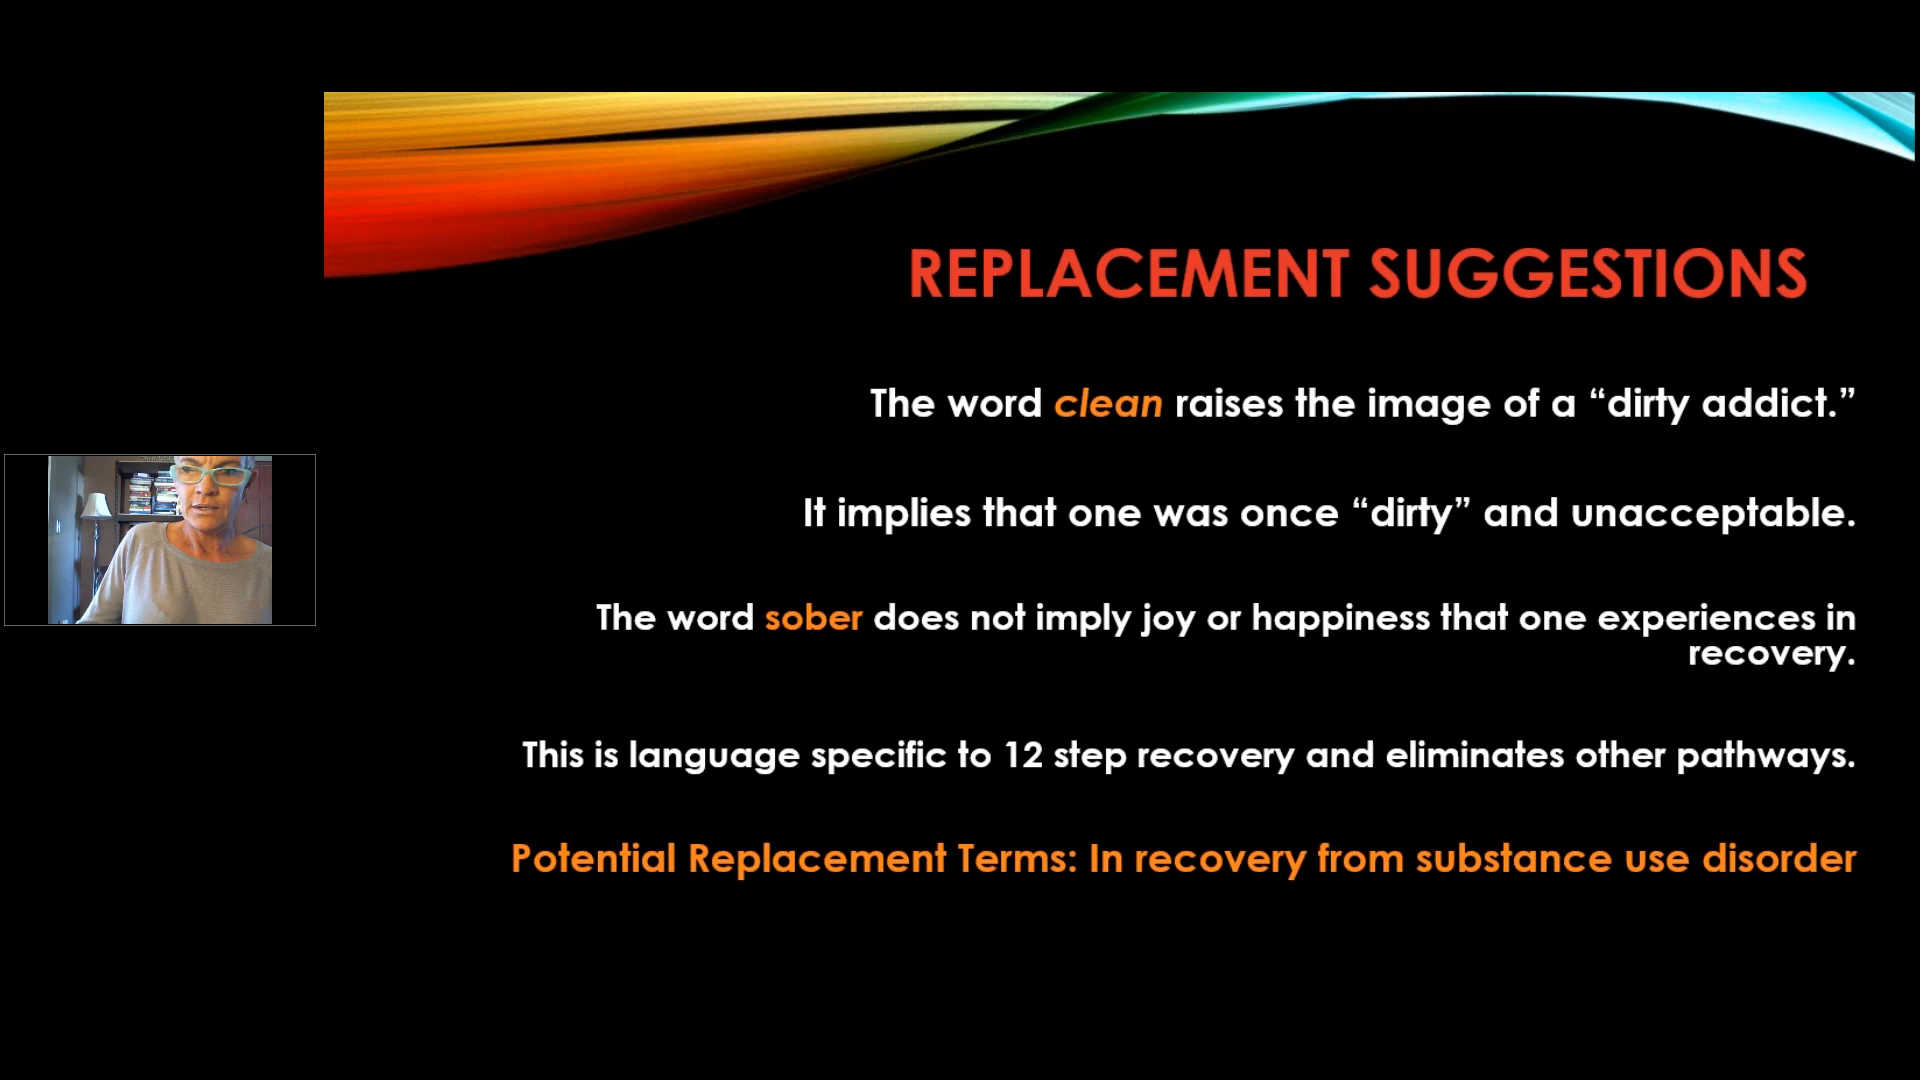 REPLACEMENT SUGGESTIONS
The word clean raises the image of a “dirty addict.”
It implies that one was once “dirty” and unacceptable.
The word sober does not imply joy or happiness that one experiences in
recovery.
This is language specific to 12 step recovery and eliminates other pathways.
Potential Replacement Terms: In recovery from substance use disorder